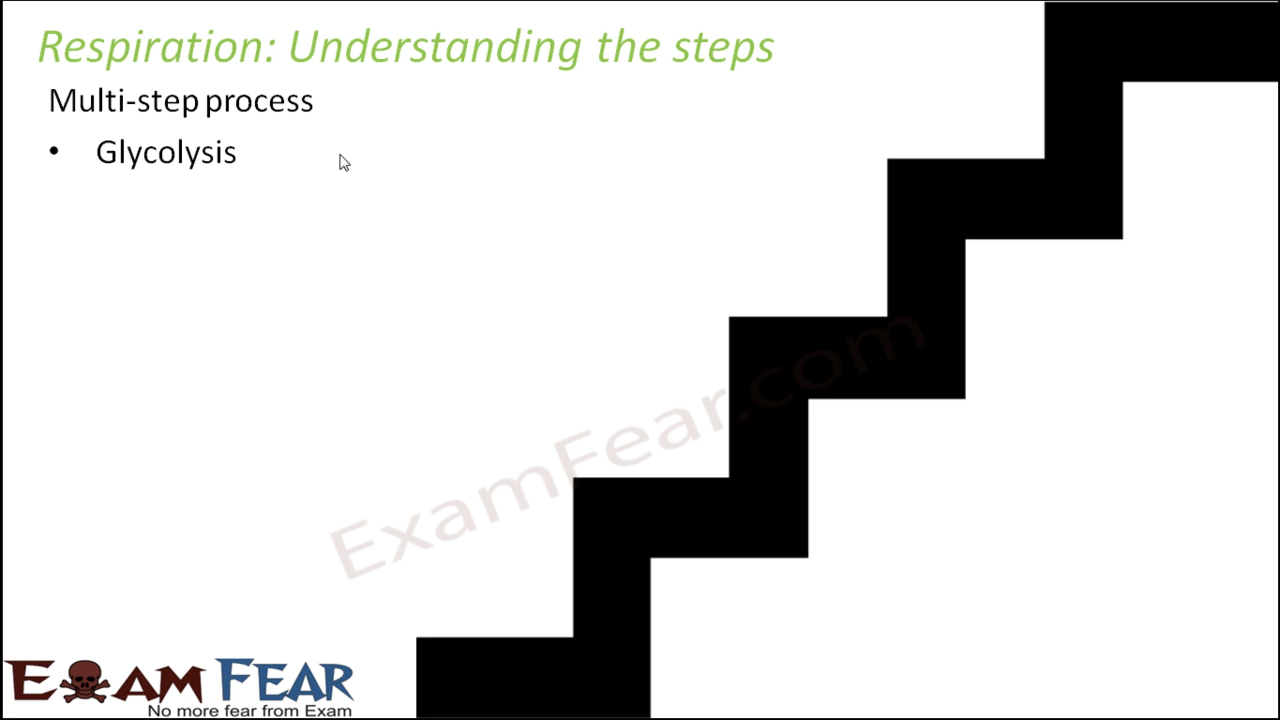 Respiration: Understanding the steps
Multi-step process
• Glycolysis
ExamFear.com
EXAM FEAR
No more fear from Exam